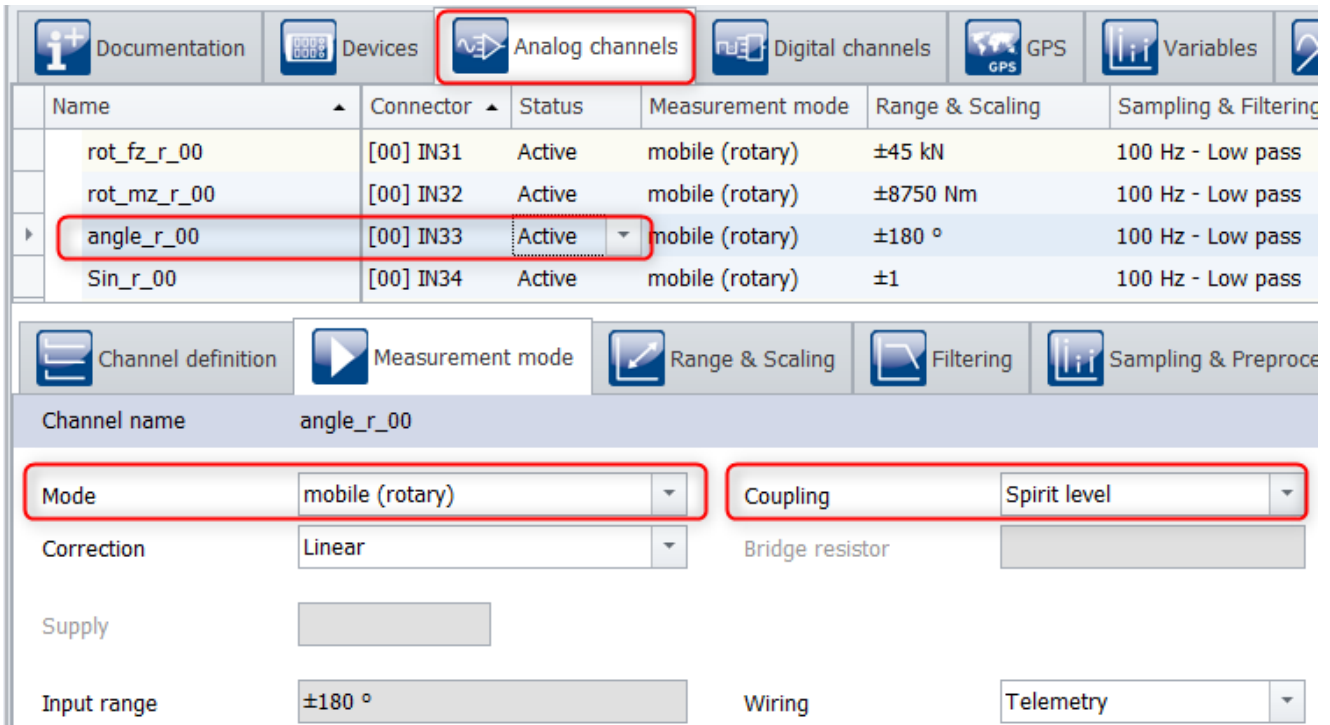 Documentation Devices Analog channels Digital channels GPS GPS Variables
Name Connector Status Measurement mode Range & Scaling Sampling & Filtering
rot_fz_r_00 [00] IN31 Active mobile (rotary) ±45 kN 100 Hz - Low pass
rot_mz_r_00 [00] IN32 Active mobile (rotary) ±8750 Nm 100 Hz - Low pass
angle_r_00 [00] IN33 Active mobile (rotary) ±180 ° 100 Hz - Low pass
Sin_r_00 [00] IN34 Active mobile (rotary) ±1 100 Hz - Low pass
Channel definition Measurement mode Range & Scaling Filtering Sampling & Preproce
Channel name angle_r_00
Mode mobile (rotary) Coupling Spirit level
Correction Linear Bridge resistor
Supply
Input range ±180 ° Wiring Telemetry